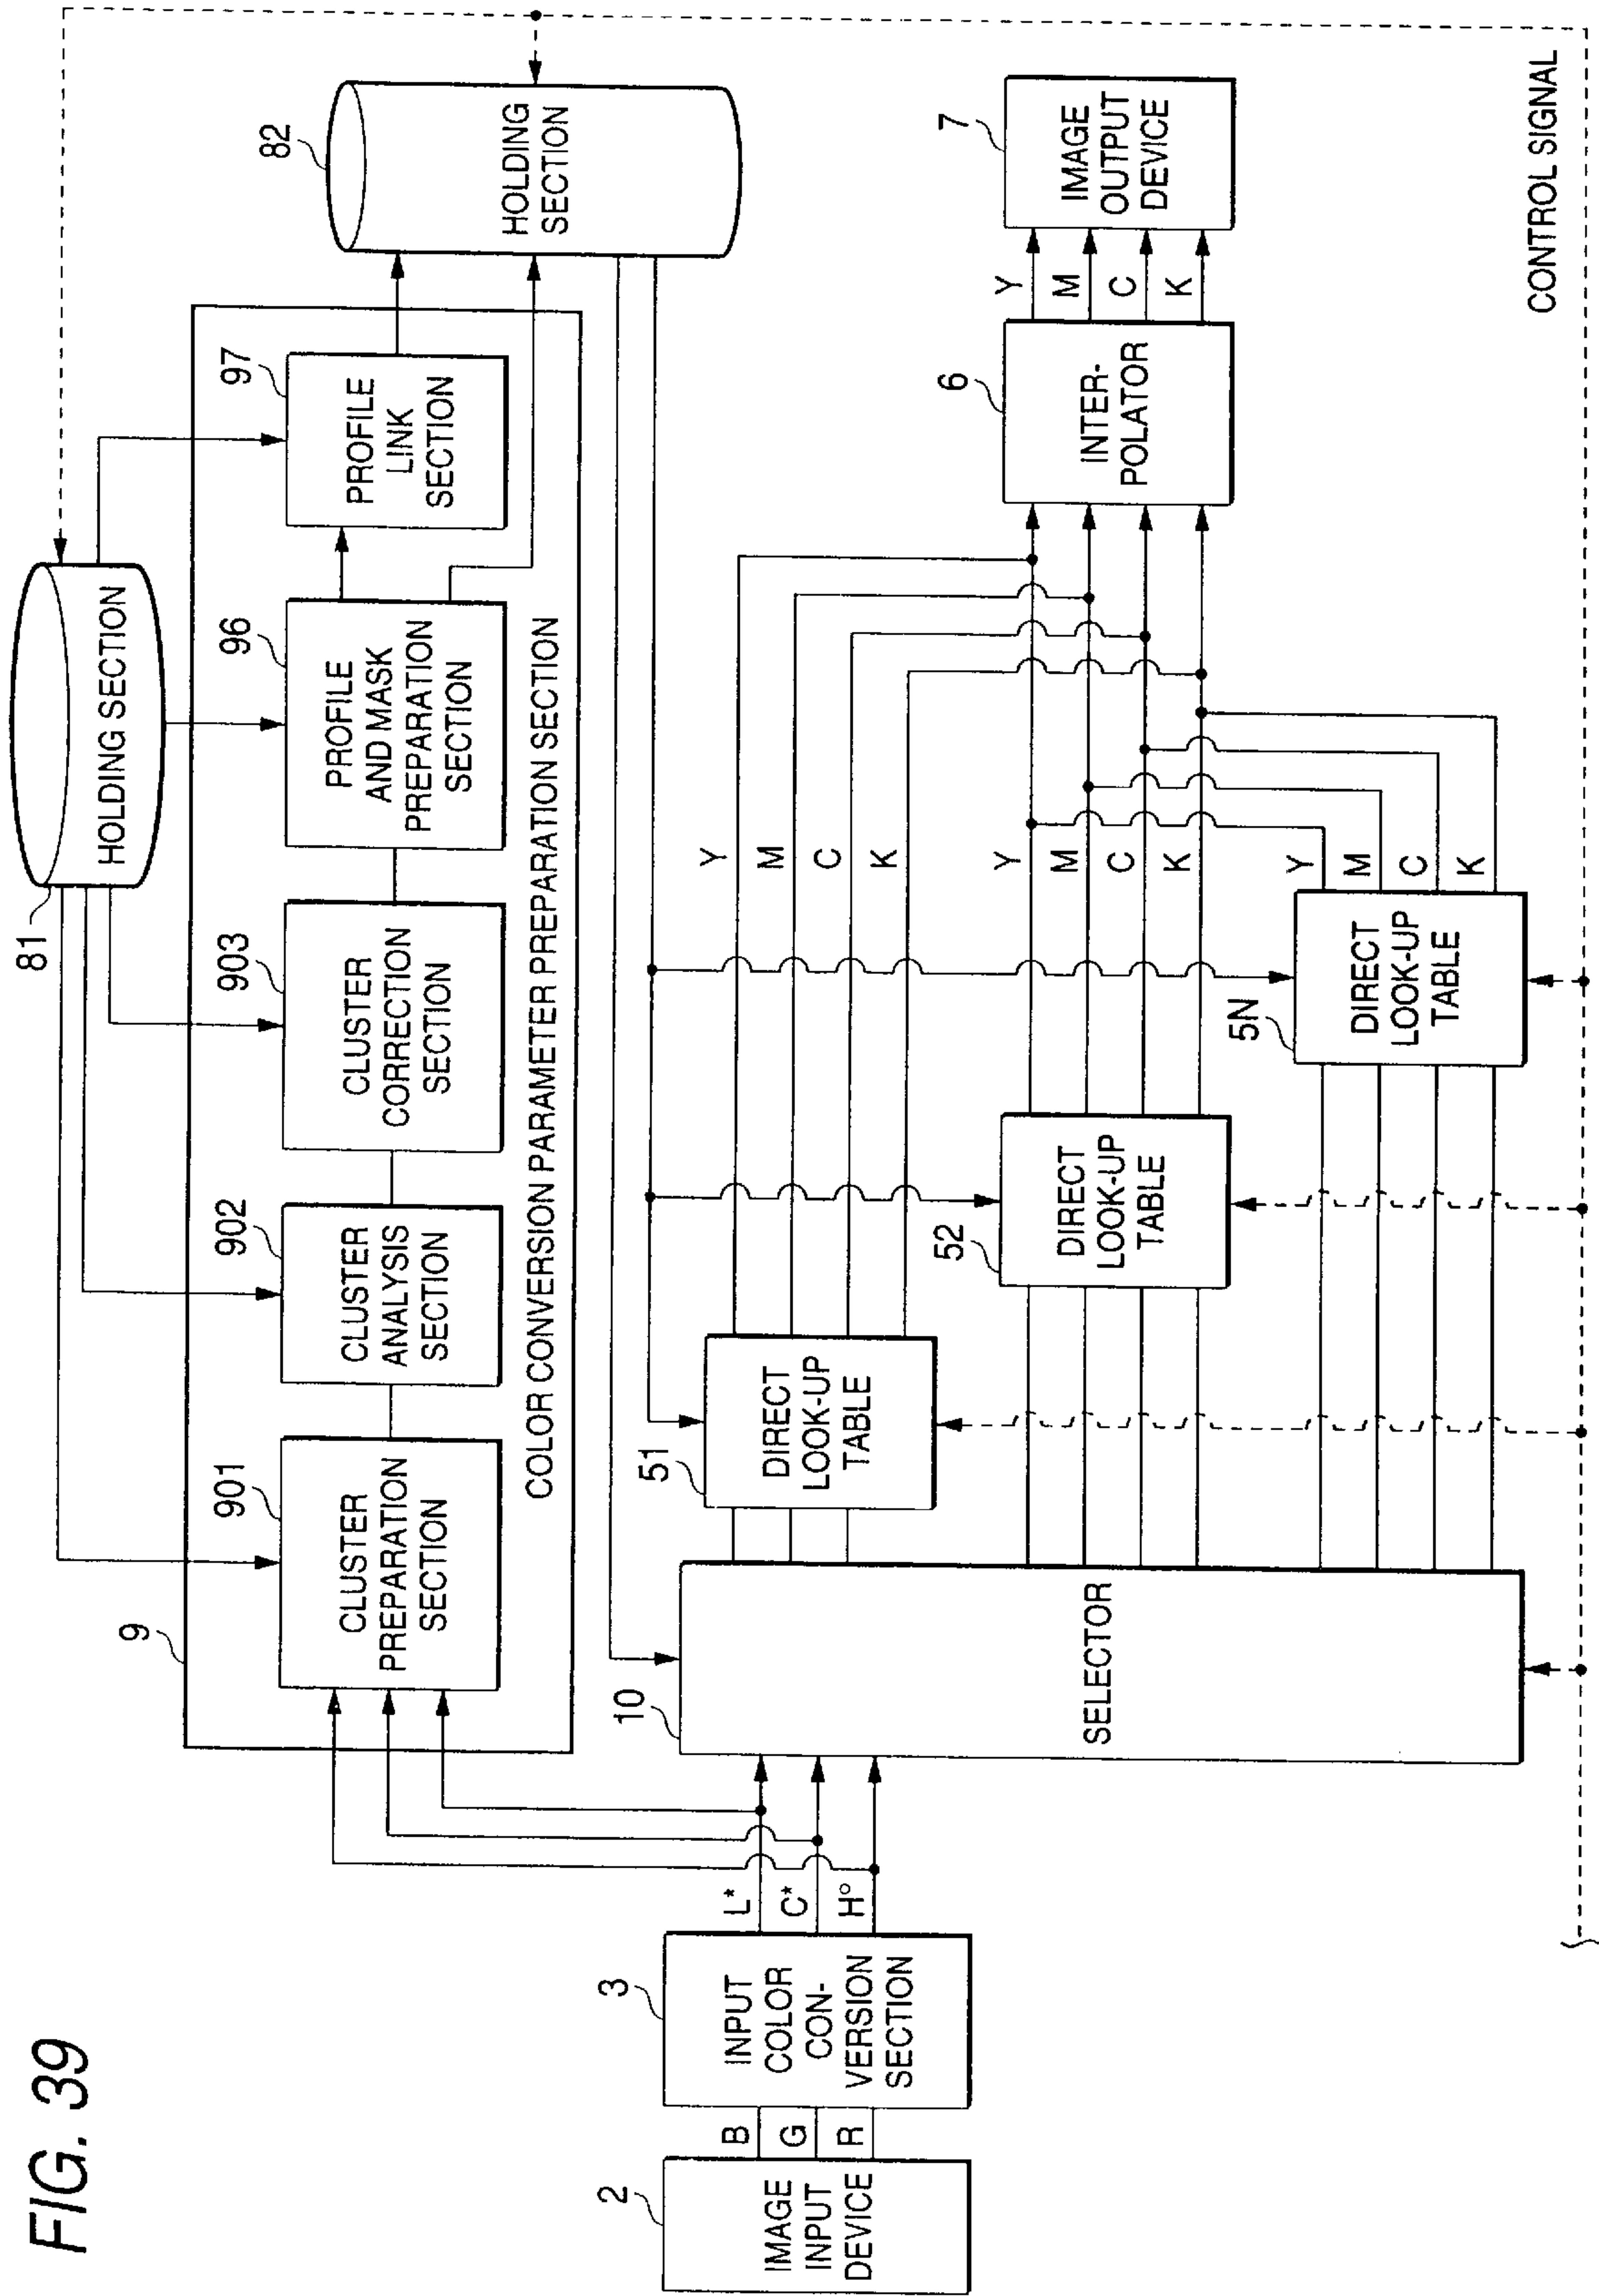 FIG. 39
81
HOLDING SECTION
82
HOLDING
SECTION
9
901
CLUSTER
PREPARATION
SECTION
902
CLUSTER
ANALYSIS
SECTION
903
CLUSTER
CORRECTION
SECTION
96
PROFILE
AND MASK
PREPARATION
SECTION
97
PROFILE
LINK
SECTION
COLOR CONVERSION PARAMETER PREPARATION SECTION
2
IMAGE
INPUT
DEVICE
B
G
R
3
INPUT
COLOR
CON-
VERSION
SECTION
L*
C*
H°
10
SELECTOR
51
DIRECT
LOOK-UP
TABLE
Y
M
C
K
52
DIRECT
LOOK-UP
TABLE
Y
M
C
K
5N
DIRECT
LOOK-UP
TABLE
Y
M
C
K
6
INTER-
POLATOR
Y
M
C
K
7
IMAGE
OUTPUT
DEVICE
CONTROL SIGNAL